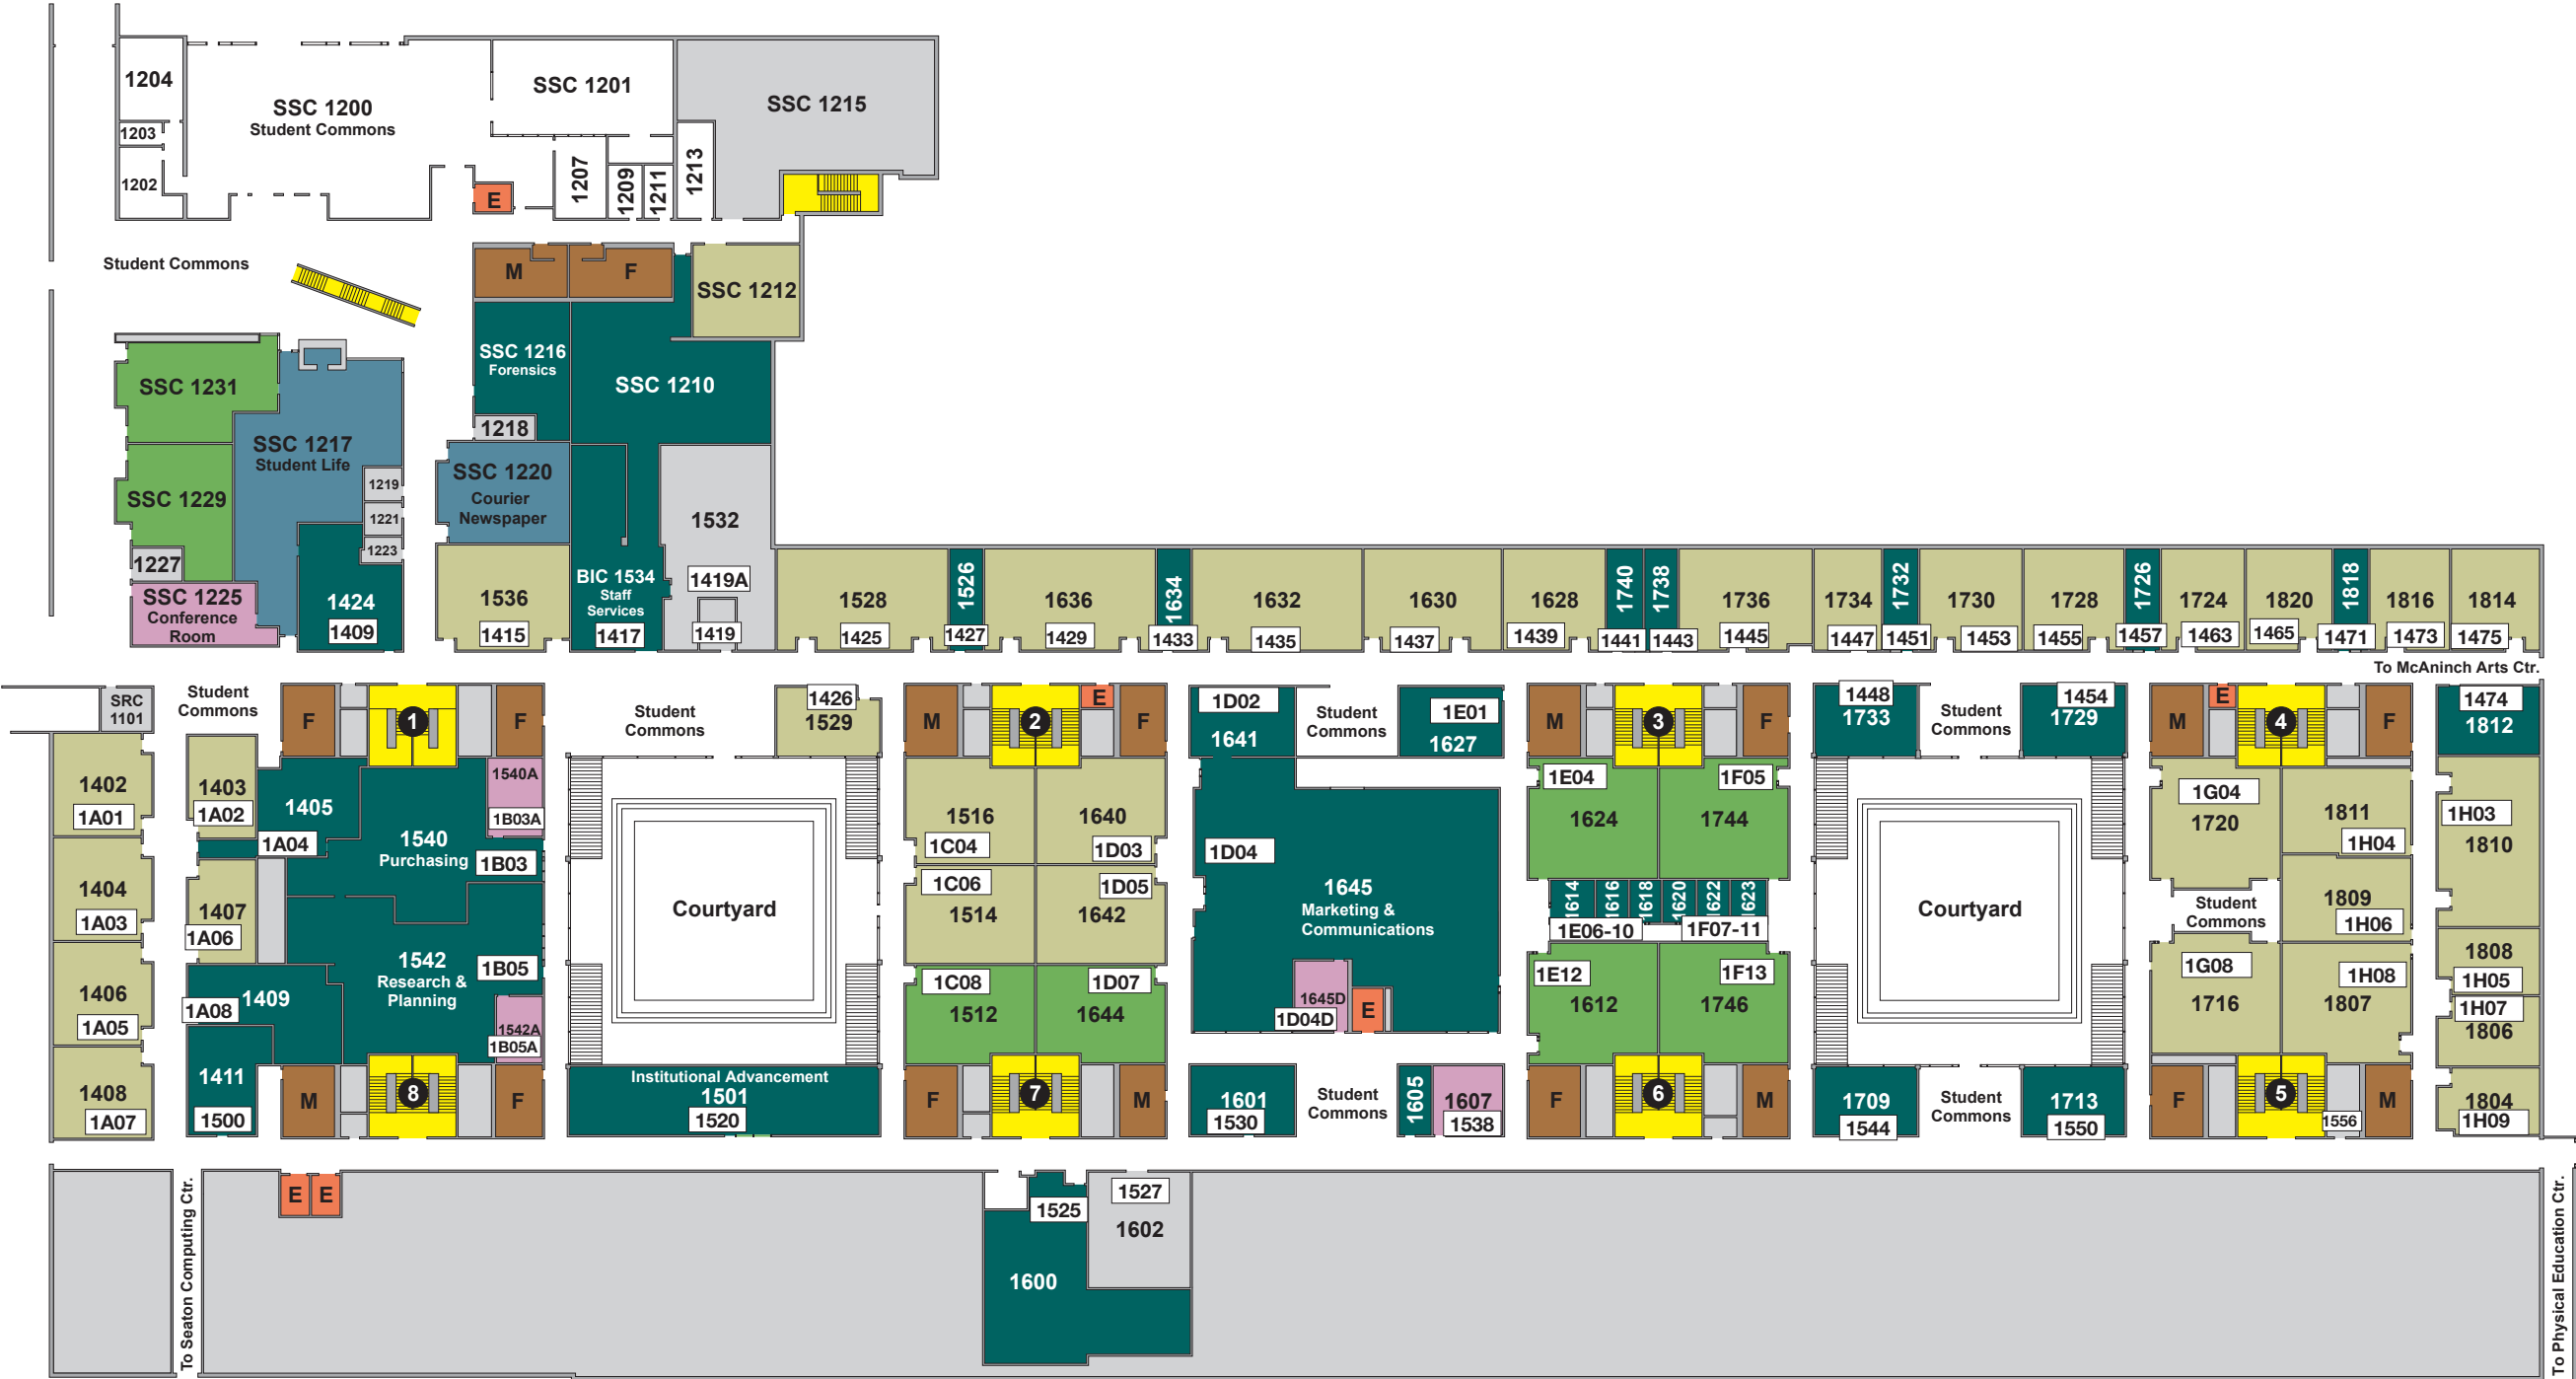 1204
SSC 1200
Student Commons
SSC 1201
SSC 1215
1203
1202
E
1207
1209
1211
1213
Student Commons
M
F
SSC 1212
SSC 1231
SSC 1217
Student Life
SSC 1216
Forensics
SSC 1210
1218
SSC 1229
1219
1221
1223
SSC 1220
Courier
Newspaper
1532
1227
SSC 1225
Conference
Room
1424
1409
1536
1415
BIC 1534
Staff
Services
1417
1419A
1419
1528
1425
1526
1427
1636
1429
1634
1433
1632
1435
1630
1437
1628
1439
1740
1441
1738
1443
1736
1445
1734
1447
1732
1451
1730
1453
1728
1455
1726
1457
1724
1463
1820
1465
1818
1471
1816
1473
1814
1475
To McAninch Arts Ctr.
SRC
1101
Student
Commons
F
1
F
Student
Commons
1426
1529
M
2
E
F
1D02
1641
Student
Commons
1E01
1627
M
3
F
1448
1733
Student
Commons
1454
1729
M
E
4
F
1474
1812
1402
1A01
1403
1A02
1405
1A04
1540
Purchasing
1B03
1540A
1B03A
1404
1A03
1407
1A06
1406
1A05
1409
1A08
1542
Research &
Planning
1B05
1542A
1B05A
1408
1A07
1411
1500
M
8
F
Courtyard
Institutional Advancement
1501
1520
1516
1C04
1640
1D03
1C06
1514
1D05
1642
1C08
1512
1D07
1644
F
7
M
1D04
1645
Marketing &
Communications
1645D
1D04D
E
1601
1530
Student
Commons
1605
1607
1538
1E04
1624
1F05
1744
1614
1616
1618
1620
1622
1623
1E06-10
1F07-11
1E12
1612
1F13
1746
F
6
M
Courtyard
1709
1544
Student
Commons
1713
1550
1G04
1720
1811
1H04
Student
Commons
1809
1H06
1G08
1716
1H08
1807
F
5
1556
M
1H03
1810
1808
1H05
1H07
1806
1804
1H09
To Seaton Computing Ctr.
E
E
1525
1527
1602
1600
To Physical Education Ctr.